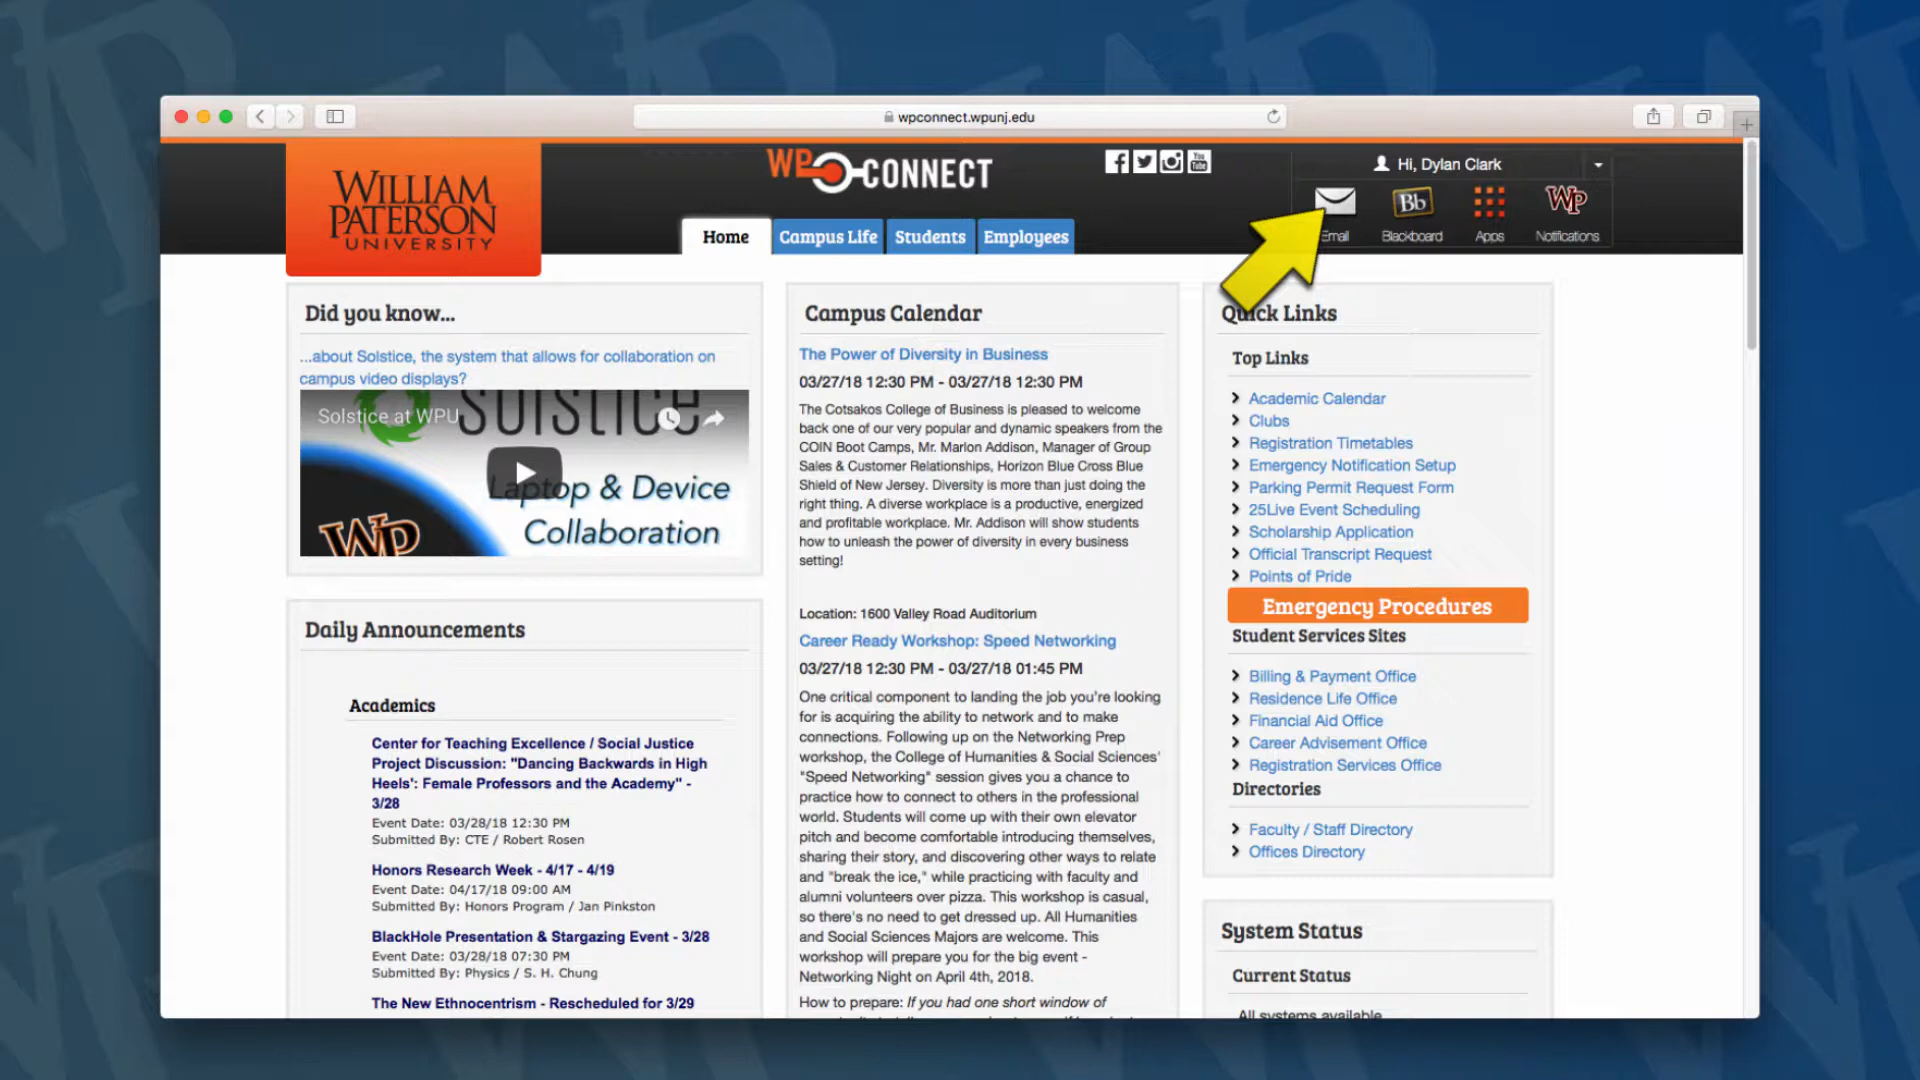 wpconnect.wpunj.edu
WILLIAM
PATERSON
UNIVERSITY
WP CONNECT
Hi, Dylan Clark
Email
Bb
Blackboard
Apps
WP
Notifications
Home
Campus Life
Students
Employees
Did you know...
...about Solstice, the system that allows for collaboration on
campus video displays?
Solstice at WPU
Laptop & Device
Collaboration
WP
Daily Announcements
Academics
Center for Teaching Excellence / Social Justice
Project Discussion: "Dancing Backwards in High
Heels': Female Professors and the Academy" -
3/28
Event Date: 03/28/18 12:30 PM
Submitted By: CTE / Robert Rosen
Honors Research Week - 4/17 - 4/19
Event Date: 04/17/18 09:00 AM
Submitted By: Honors Program / Jan Pinkston
BlackHole Presentation & Stargazing Event - 3/28
Event Date: 03/28/18 07:30 PM
Submitted By: Physics / S. H. Chung
The New Ethnocentrism - Rescheduled for 3/29
Campus Calendar
The Power of Diversity in Business
03/27/18 12:30 PM - 03/27/18 12:30 PM
The Cotsakos College of Business is pleased to welcome
back one of our very popular and dynamic speakers from the
COIN Boot Camps, Mr. Marlon Addison, Manager of Group
Sales & Customer Relationships, Horizon Blue Cross Blue
Shield of New Jersey. Diversity is more than just doing the
right thing. A diverse workplace is a productive, energized
and profitable workplace. Mr. Addison will show students
how to unleash the power of diversity in every business
setting!
Location: 1600 Valley Road Auditorium
Career Ready Workshop: Speed Networking
03/27/18 12:30 PM - 03/27/18 01:45 PM
One critical component to landing the job you're looking
for is acquiring the ability to network and to make
connections. Following up on the Networking Prep
workshop, the College of Humanities & Social Sciences'
"Speed Networking" session gives you a chance to
practice how to connect to others in the professional
world. Students will come up with their own elevator
pitch and become comfortable introducing themselves,
sharing their story, and discovering other ways to relate
and "break the ice," while practicing with faculty and
alumni volunteers over pizza. This workshop is casual,
so there's no need to get dressed up. All Humanities
and Social Sciences Majors are welcome. This
workshop will prepare you for the big event -
Networking Night on April 4th, 2018.
How to prepare: If you had one short window of
Quick Links
Top Links
Academic Calendar
Clubs
Registration Timetables
Emergency Notification Setup
Parking Permit Request Form
25Live Event Scheduling
Scholarship Application
Official Transcript Request
Points of Pride
Emergency Procedures
Student Services Sites
Billing & Payment Office
Residence Life Office
Financial Aid Office
Career Advisement Office
Registration Services Office
Directories
Faculty / Staff Directory
Offices Directory
System Status
Current Status
All systems available